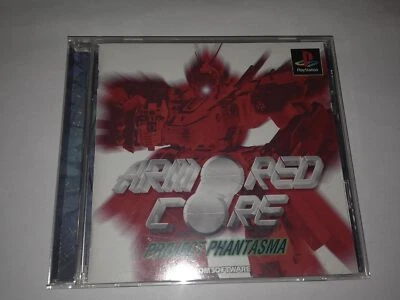 PlayStation
ARMORED
CORE
PROJECT PHANTASMA
FROM SOFTWARE